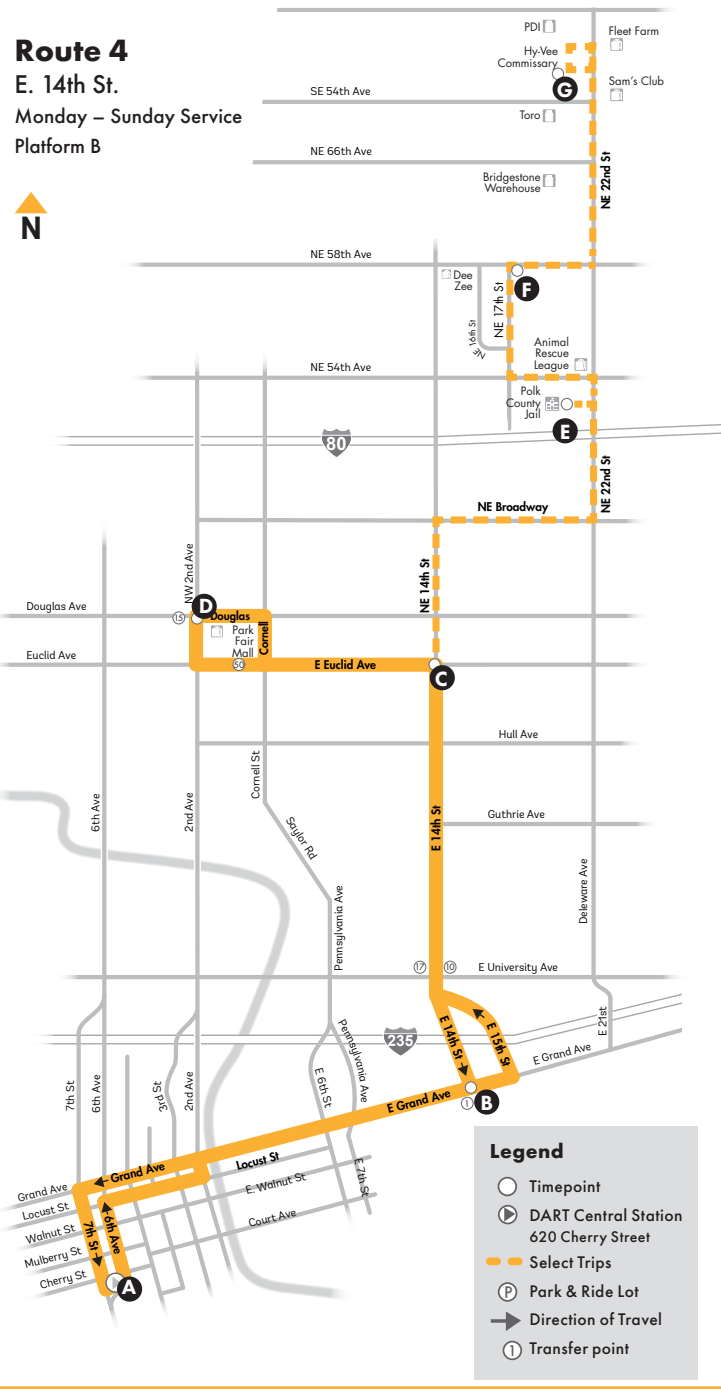 Route 4
E. 14th St.
Monday – Sunday Service
Platform B
N
PDI
Fleet Farm
Hy-Vee
Commissary
G
Sam's Club
SE 54th Ave
Toro
NE 66th Ave
NE 22nd St
Bridgestone
Warehouse
NE 58th Ave
Dee
Zee
F
NE 17th St
NE 16th St
Animal
Rescue
League
NE 54th Ave
Polk
County
Jail
E
80
NE 22nd St
NE Broadway
NW 2nd Ave
NE 14th St
D
Douglas Ave
15
Douglas
Park
Fair
Mall
Cornell
Euclid Ave
50
E Euclid Ave
C
Hull Ave
Cornell St
6th Ave
2nd Ave
Guthrie Ave
E 14th St
Saylor Rd
Deleware Ave
Pennsylvania Ave
17
10
E University Ave
E 14th St
E 15th St
E 21st
235
E Grand Ave
7th St
6th Ave
3rd St
2nd Ave
E 6th St
Pennsylvania Ave
E Grand Ave
1
B
Grand Ave
Grand Ave
Locust St
E 7th St
Locust St
E. Walnut St
Walnut St
7th St
6th Ave
Court Ave
Mulberry St
Cherry St
A
Legend
Timepoint
DART Central Station
620 Cherry Street
Select Trips
P Park & Ride Lot
Direction of Travel
1 Transfer point